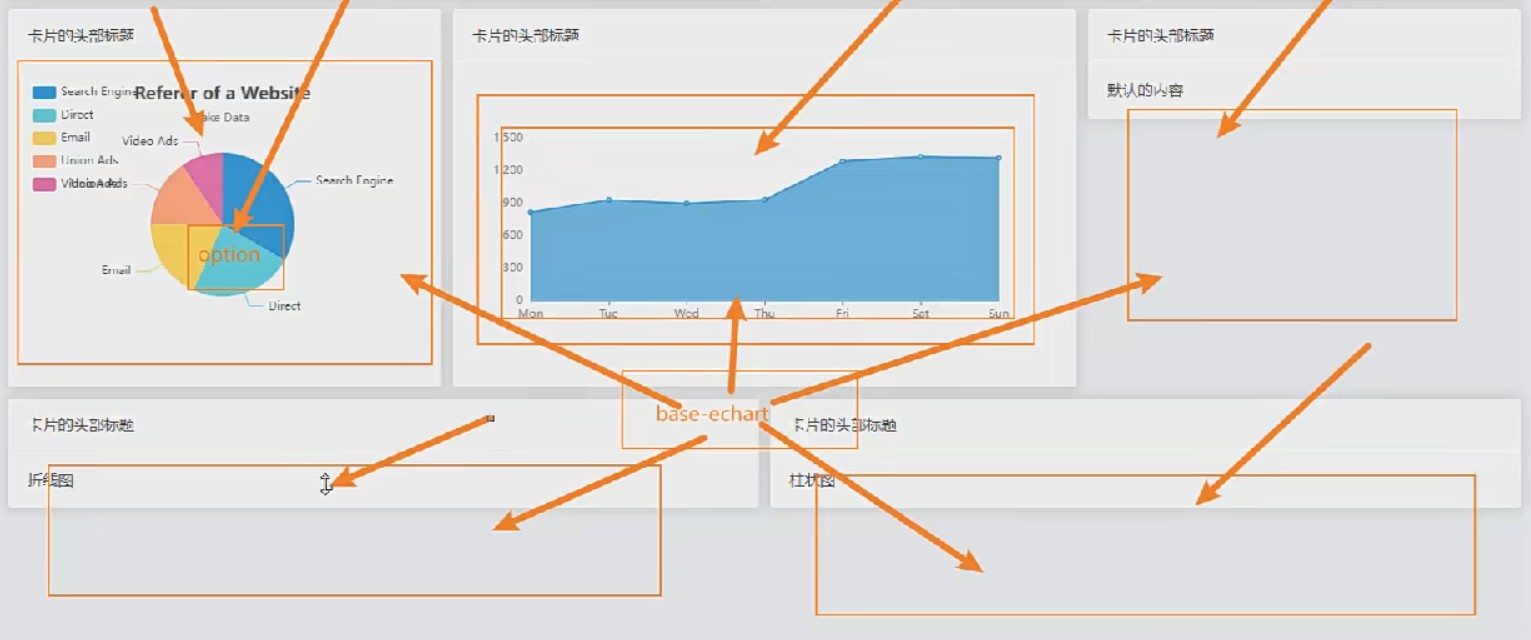 卡片的头部标题
Search Engine
Direct
Email
Union Ads
Video Ads
Referer of a Website
Fake Data
Video Ads
Union Ads
Search Engine
Email
Direct
option
卡片的头部标题
1,500
1,200
900
600
300
0
Mon Tue Wed Thu Fri Sat Sun
卡片的头部标题
默认的内容
base-echart
卡片的头部标题
折线图
卡片的头部标题
柱状图